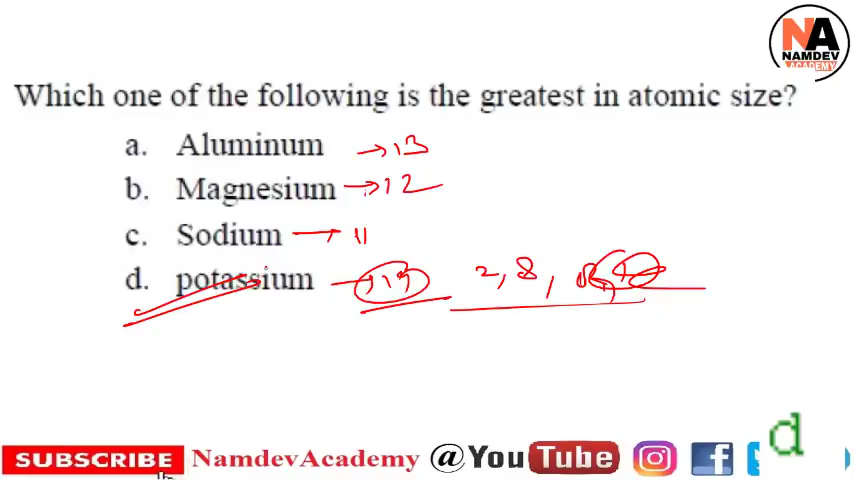 NA
NAMDEV
ACADEMY
Which one of the following is the greatest in atomic size?
a. Aluminum → 13
b. Magnesium → 12
c. Sodium → 11
d. potassium → 19 2, 8,
d
SUBSCRIBE NamdevAcademy @YouTube